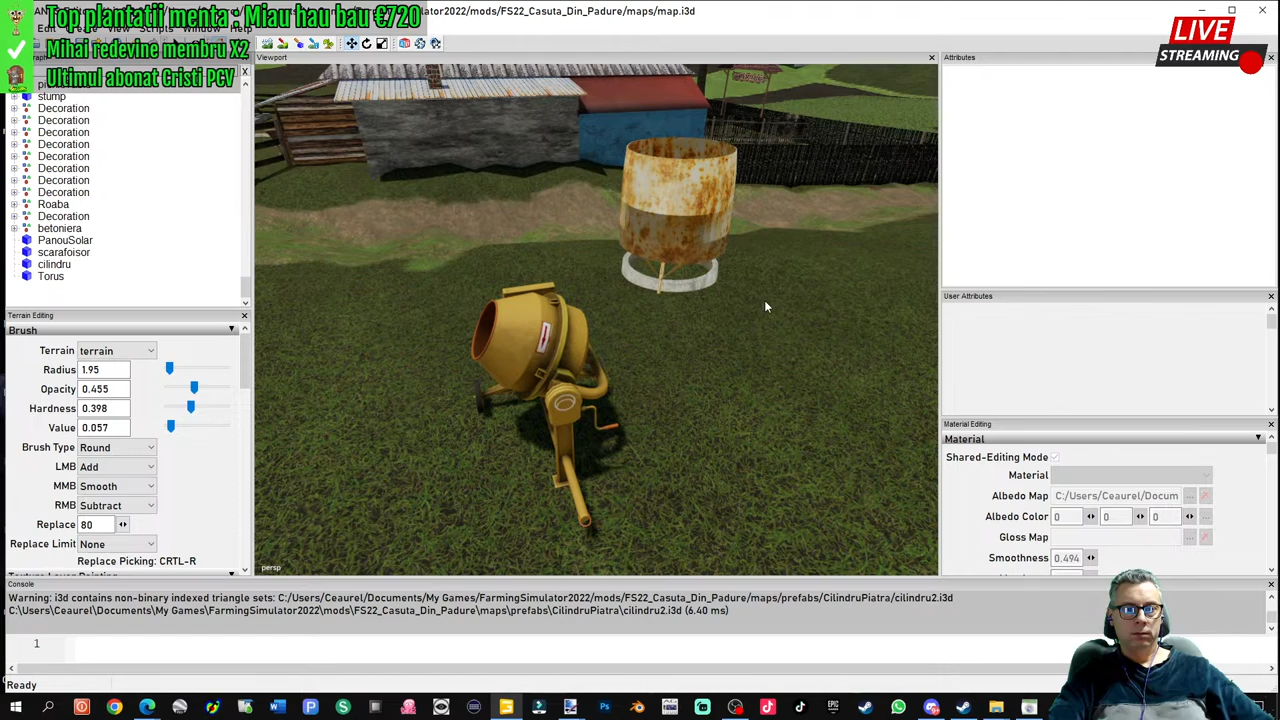 Top plantatii menta : Miau hau bau €720
orlator2022/mods/FS22_Casuta_Din_Padure/maps/map.i3d
LIVE
STREAMING
Mihai redevine membru X2
Ultimul abonat Cristi PCV
Viewport
Attributes
stump
Decoration
Decoration
Decoration
Decoration
Decoration
Decoration
Decoration
Decoration
Roaba
Decoration
betoniera
PanouSolar
scarafoisor
cilindru
Torus
User Attributes
Terrain Editing
Brush
Terrain terrain
Radius 1.95
Opacity 0.455
Hardness 0.398
Value 0.057
Brush Type Round
LMB Add
MMB Smooth
RMB Subtract
Replace 80
Replace Limit None
Replace Picking: CRTL-R
persp
Material Editing
Material
Shared-Editing Mode
Material
Albedo Map C:/Users/Ceaurel/Docum ...
Albedo Color 0 0 0 ...
Gloss Map ...
Smoothness 0.494
Console
Warning: i3d contains non-binary indexed triangle sets: C:/Users/Ceaurel/Documents/My Games/FarmingSimulator2022/mods/FS22_Casuta_Din_Padure/maps/prefabs/CilindruPiatra/cilindru2.i3d
C:\Users\Ceaurel\Documents\My Games\FarmingSimulator2022\mods\FS22_Casuta_Din_Padure\maps\prefabs\CilindruPiatra\cilindru2.i3d (6.40 ms)
1
Ready